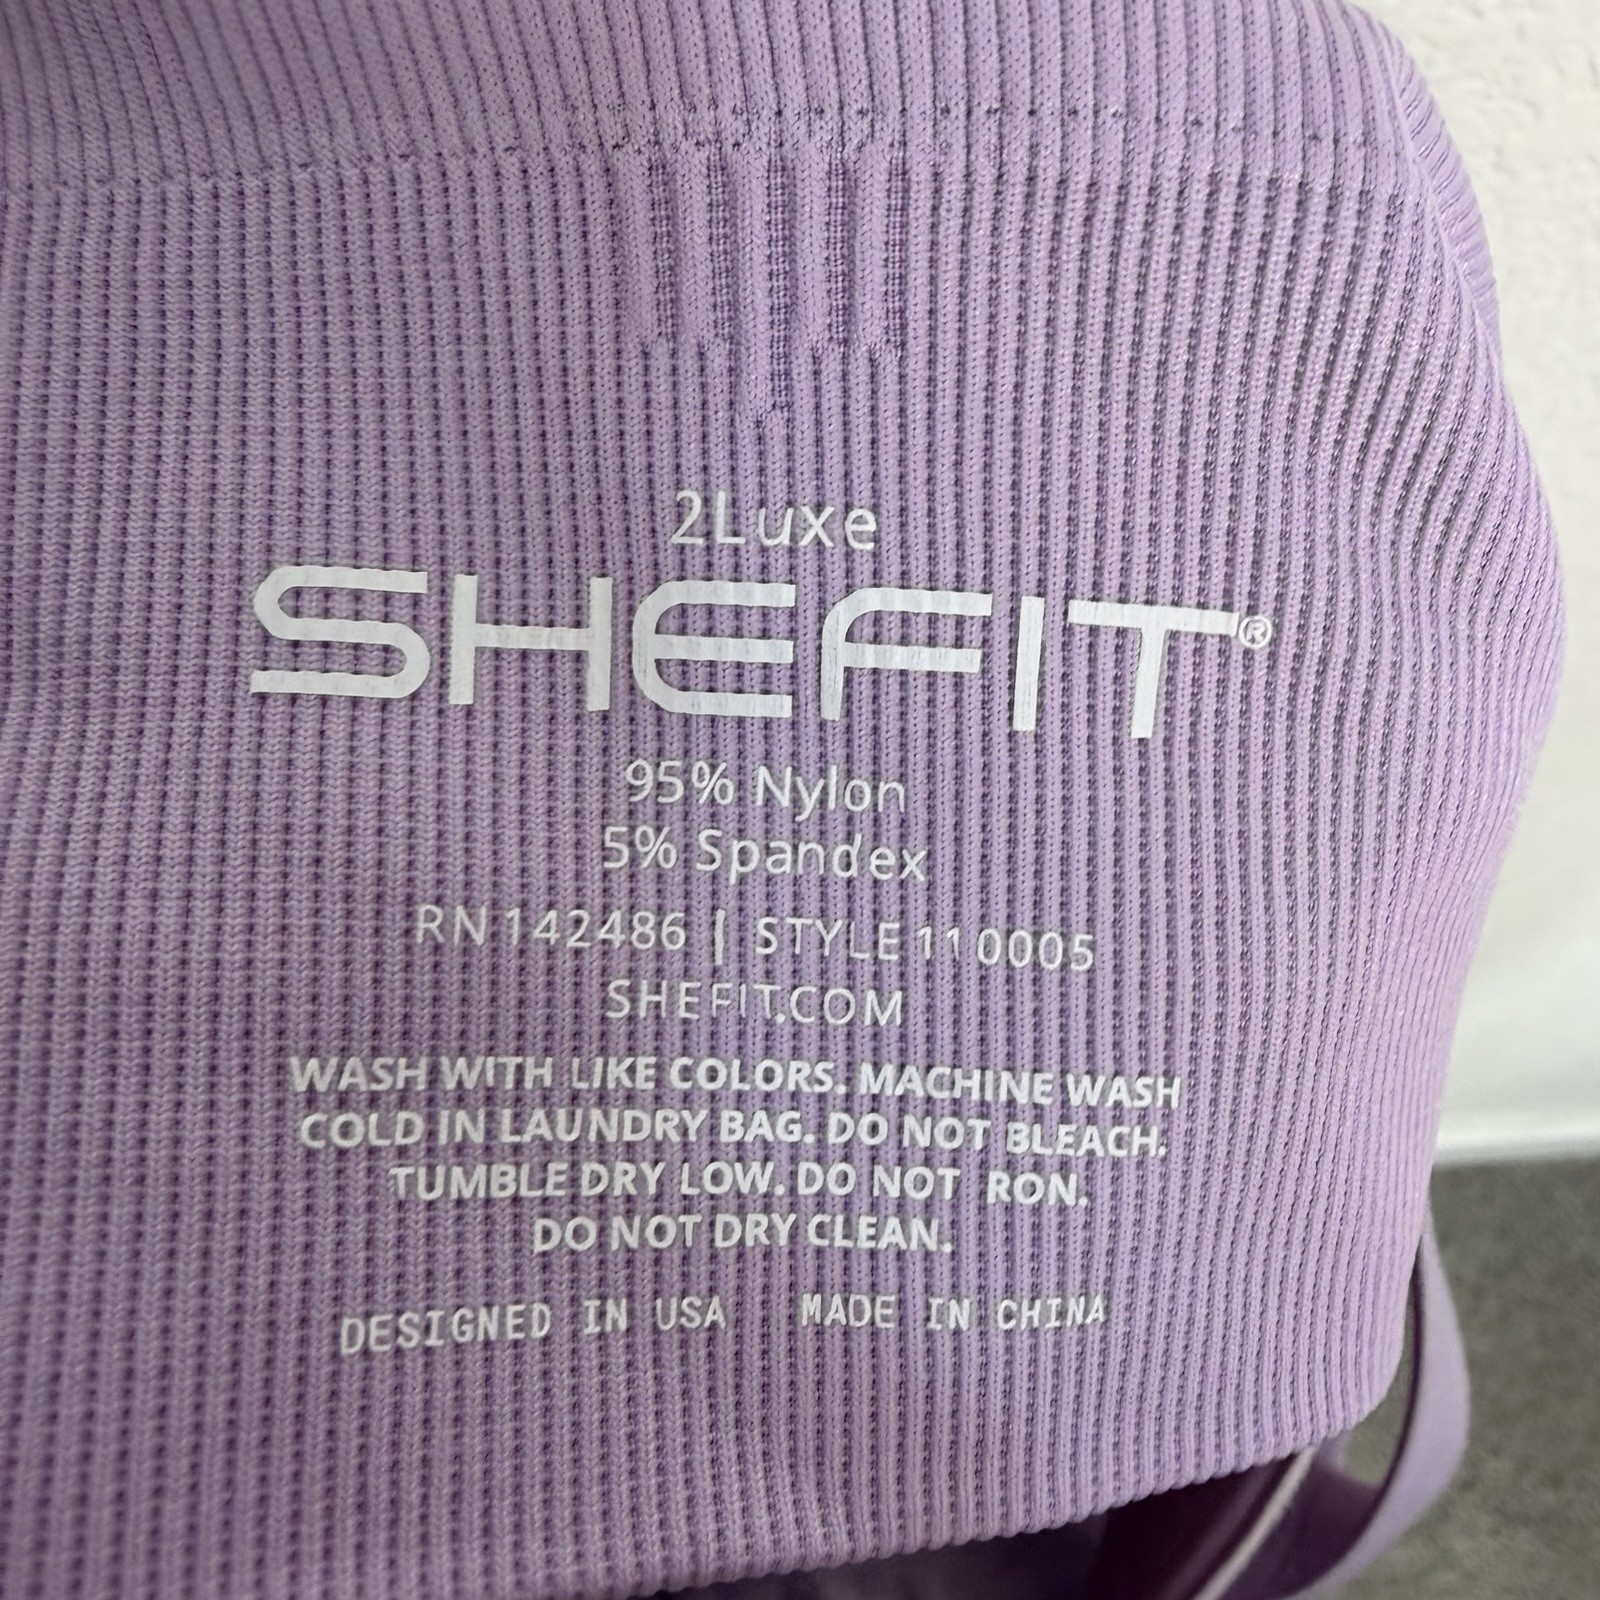 2Luxe
SHEFIT®
95% Nylon
5% Spandex
RN 142486 | STYLE 110005
SHEFIT.COM
WASH WITH LIKE COLORS. MACHINE WASH
COLD IN LAUNDRY BAG. DO NOT BLEACH.
TUMBLE DRY LOW. DO NOT RON.
DO NOT DRY CLEAN.
DESIGNED IN USA MADE IN CHINA